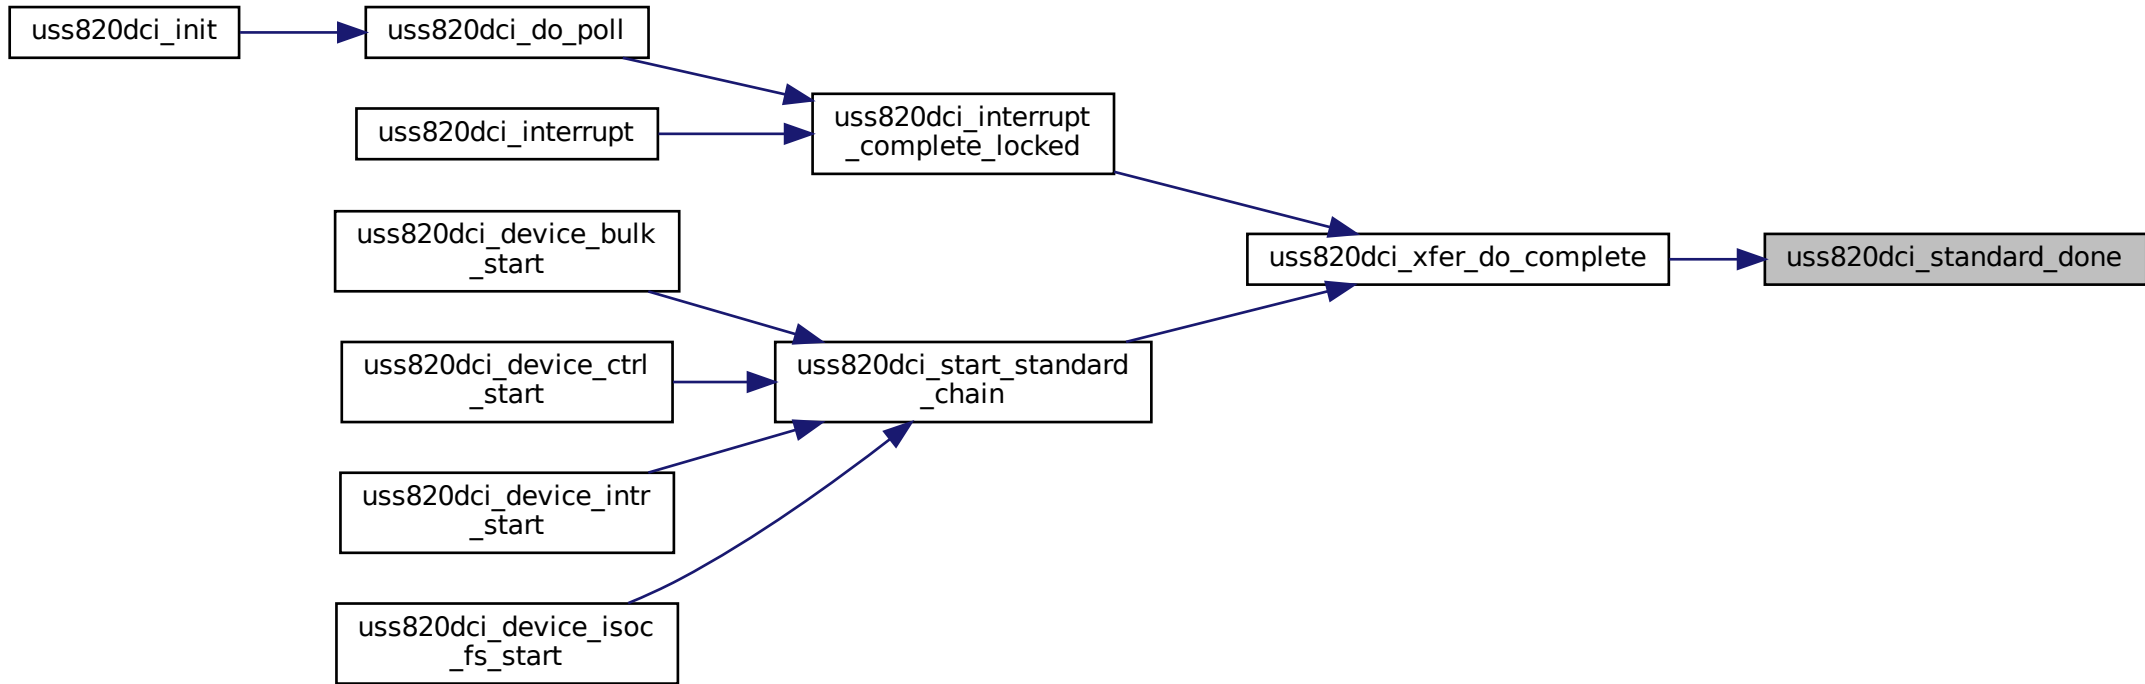 uss820dci_init
uss820dci_do_poll
uss820dci_interrupt
uss820dci_interrupt
_complete_locked
uss820dci_device_bulk
_start
uss820dci_xfer_do_complete
uss820dci_standard_done
uss820dci_device_ctrl
_start
uss820dci_start_standard
_chain
uss820dci_device_intr
_start
uss820dci_device_isoc
_fs_start